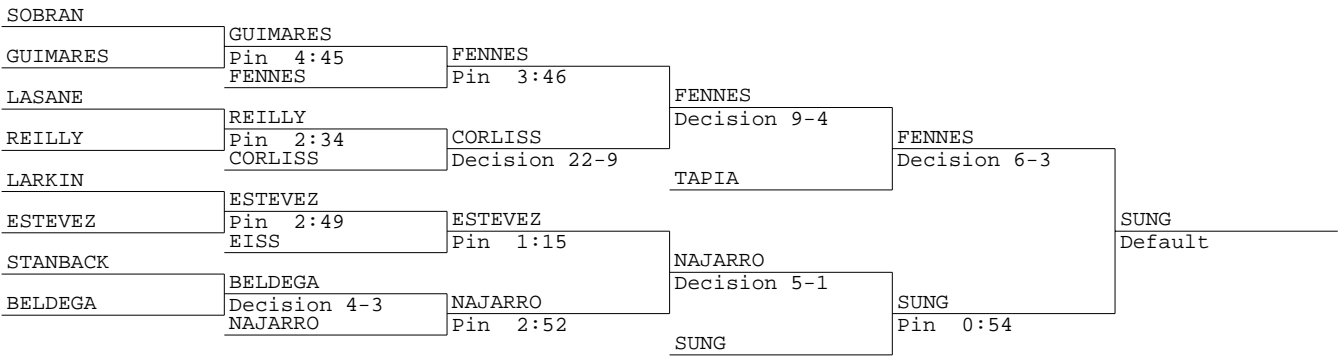 SOBRAN
GUIMARES
GUIMARES
Pin 4:45
FENNES
FENNES
Pin 3:46
LASANE
FENNES
Decision 9-4
REILLY
REILLY
Pin 2:34
CORLISS
CORLISS
Decision 22-9
FENNES
Decision 6-3
LARKIN
TAPIA
ESTEVEZ
ESTEVEZ
Pin 2:49
EISS
ESTEVEZ
Pin 1:15
SUNG
Default
STANBACK
NAJARRO
Decision 5-1
BELDEGA
BELDEGA
Decision 4-3
NAJARRO
NAJARRO
Pin 2:52
SUNG
Pin 0:54
SUNG